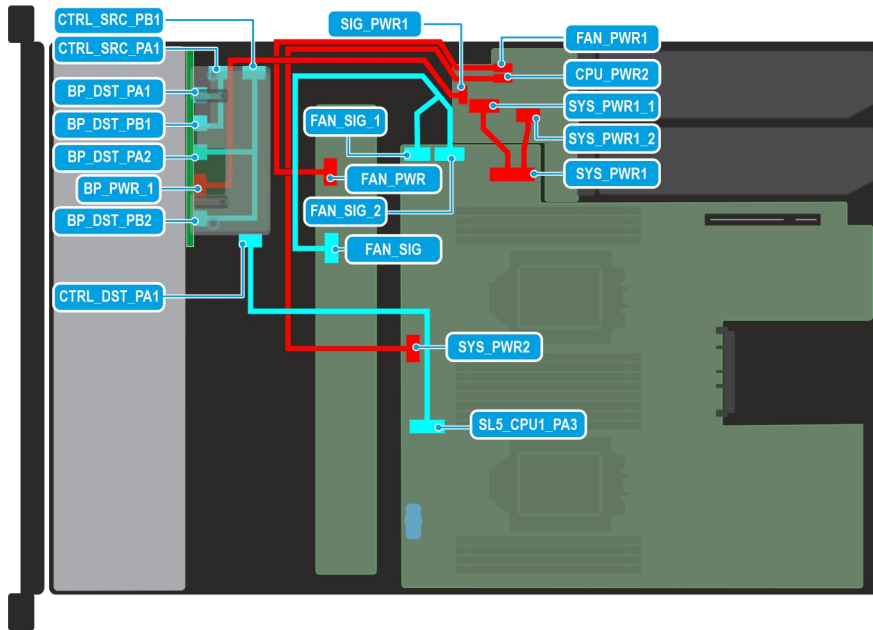 CTRL_SRC_PB1
SIG_PWR1
FAN_PWR1
CTRL_SRC_PA1
CPU_PWR2
BP_DST_PA1
SYS_PWR1_1
BP_DST_PB1
FAN_SIG_1
SYS_PWR1_2
BP_DST_PA2
SYS_PWR1
FAN_PWR
BP_PWR_1
FAN_SIG_2
BP_DST_PB2
FAN_SIG
CTRL_DST_PA1
SYS_PWR2
SL5_CPU1_PA3